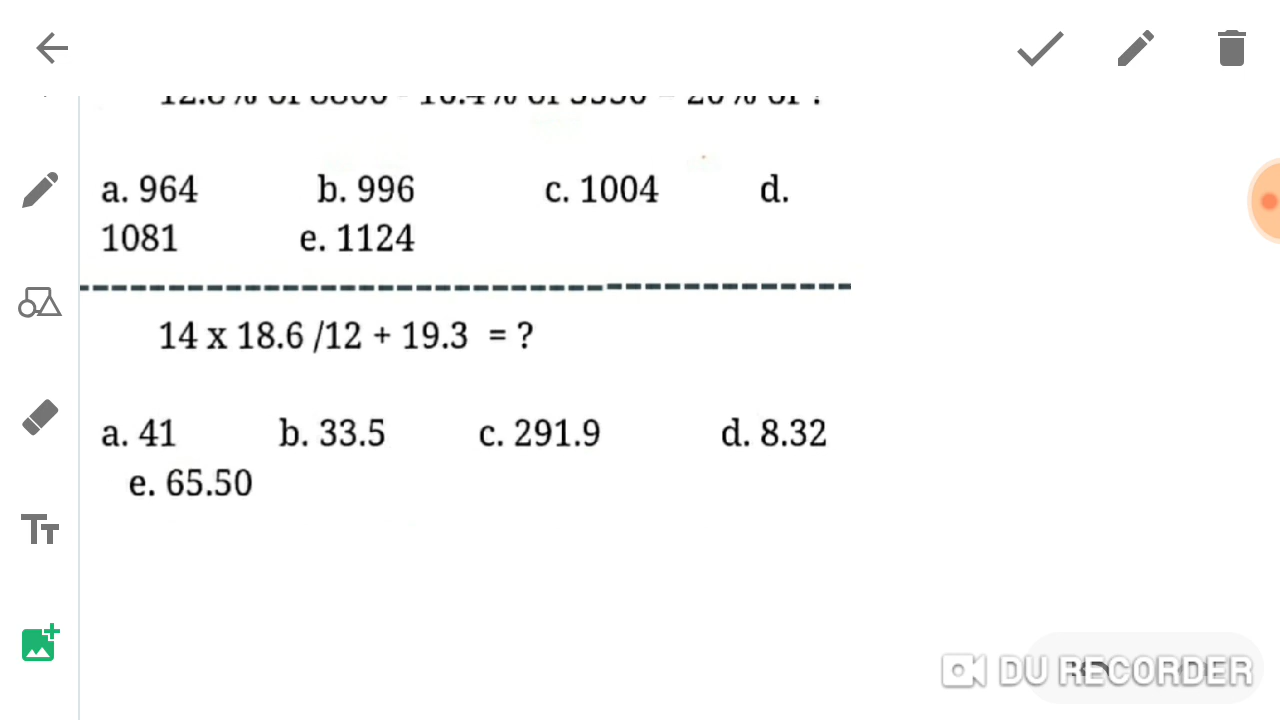 a. 964 b. 996 c. 1004 d.
1081 e. 1124
14 x 18.6 /12 + 19.3 = ?
a. 41 b. 33.5 c. 291.9 d. 8.32
e. 65.50
Tт
DU RECORDER